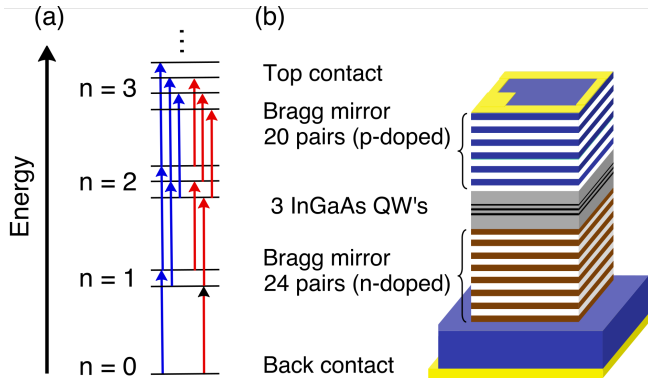 (a)
Energy
n = 3
n = 2
n = 1
n = 0
(b)
Top contact
Bragg mirror
20 pairs (p-doped)
3 InGaAs QW's
Bragg mirror
24 pairs (n-doped)
Back contact